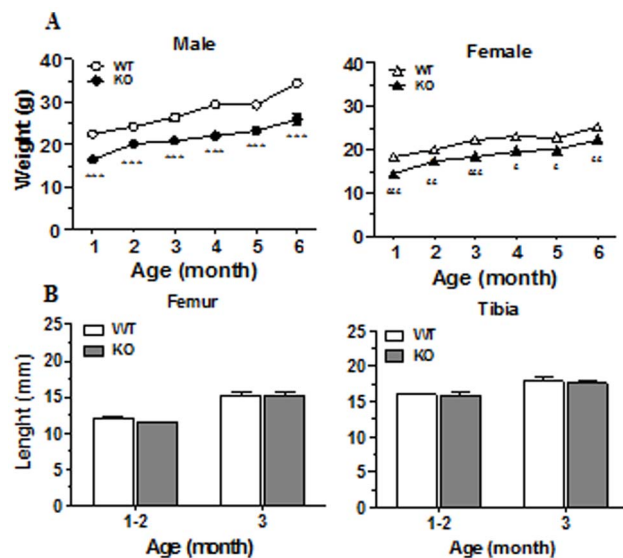 A
Male
WT
KO
Weight (g)
40
30
20
10
0
***
***
***
***
***
***
1 2 3 4 5 6
Age (month)
Female
WT
KO
40
30
20
10
0
1 2 3 4 5 6
Age (month)
B
Femur
WT
KO
Lenght (mm)
25
20
15
10
5
0
1-2 3
Age (month)
Tibia
WT
KO
25
20
15
10
5
0
1-2 3
Age (month)